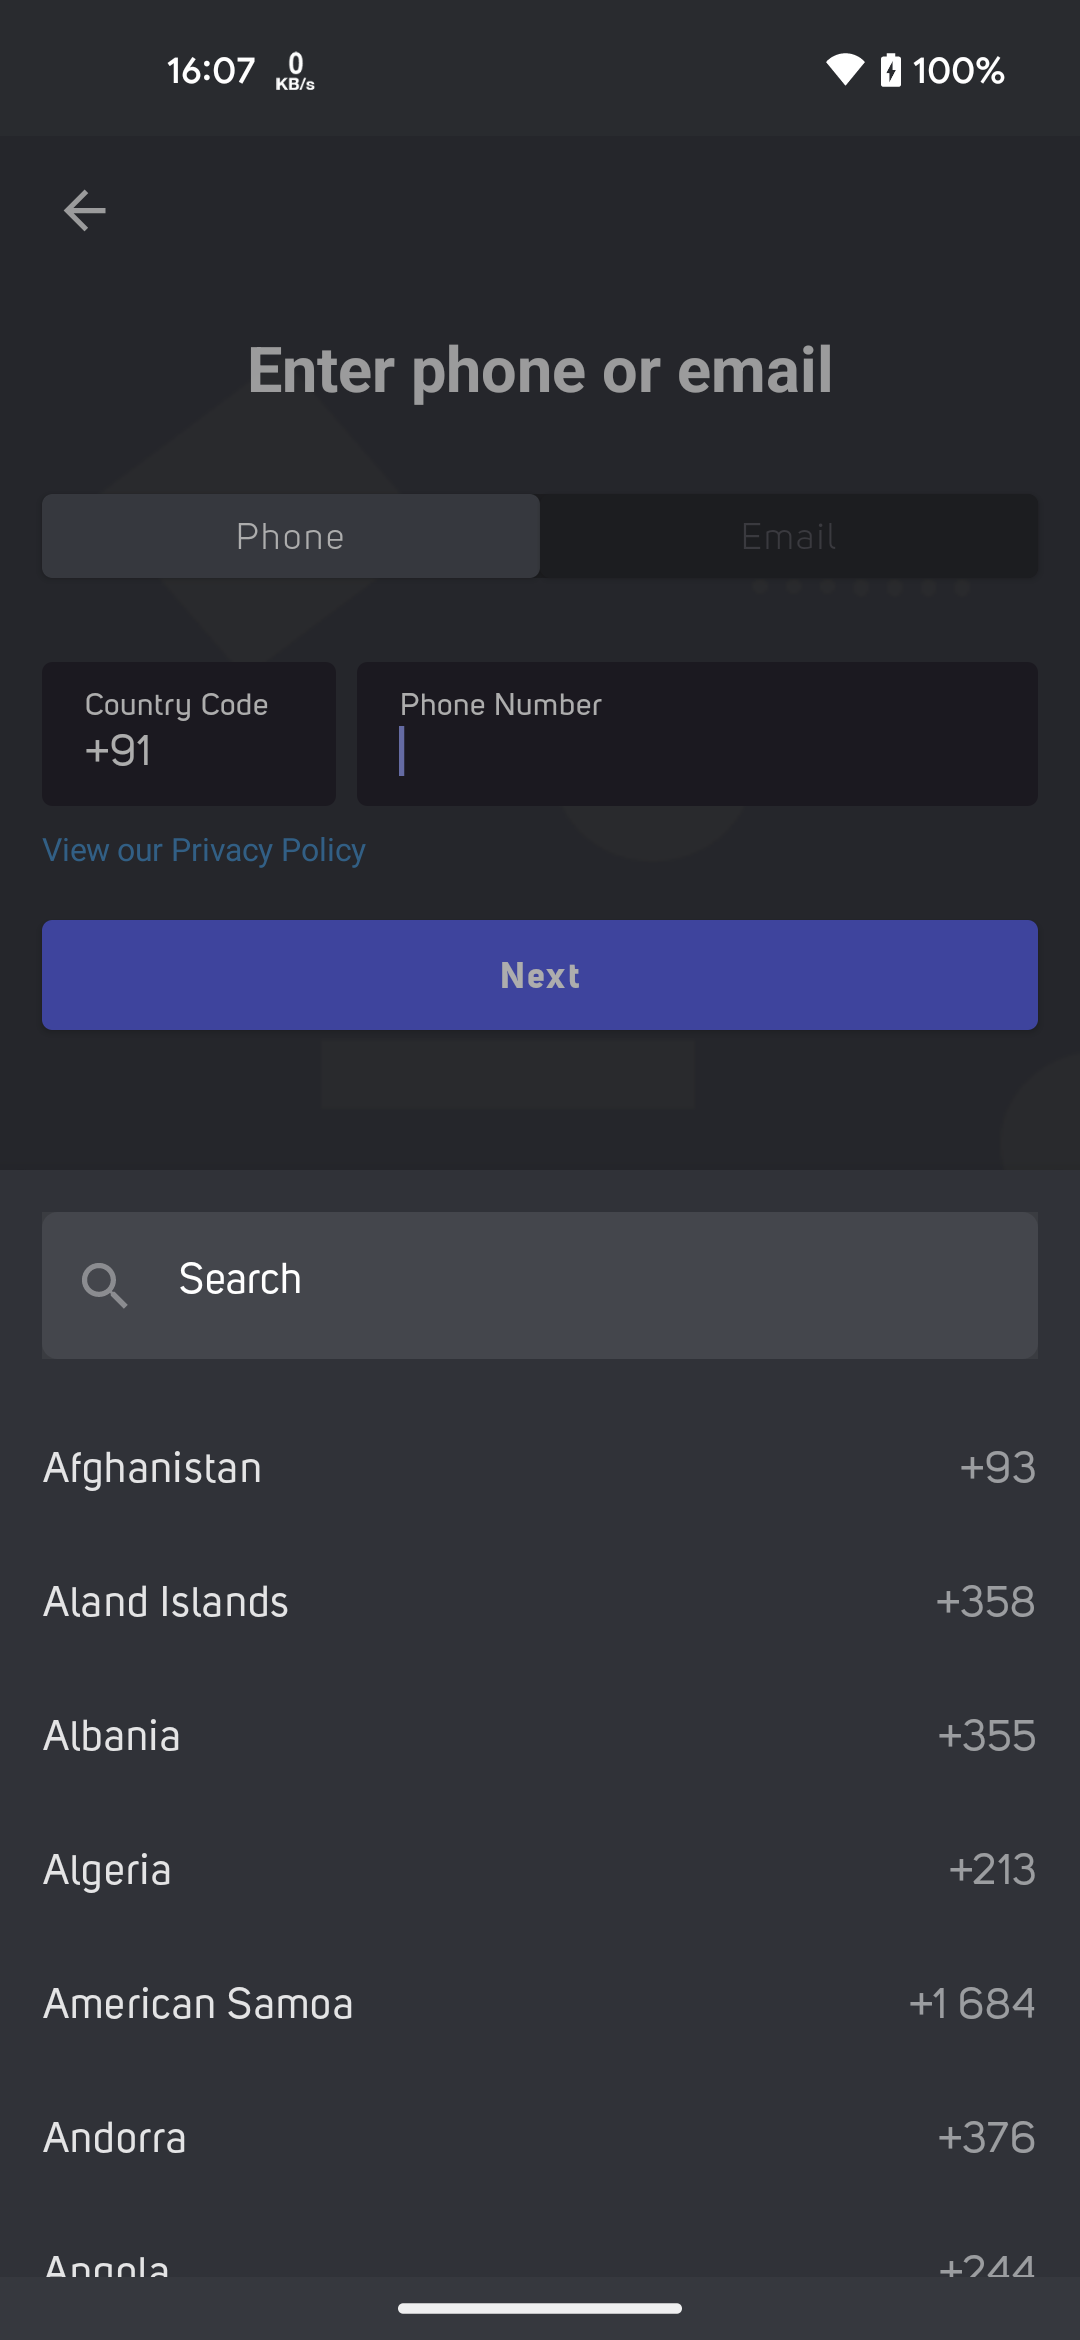 16:07 0 KB/s 100%
Enter phone or email
Phone Email
Country Code Phone Number
+91
View our Privacy Policy
Next
Search
Afghanistan +93
Aland Islands +358
Albania +355
Algeria +213
American Samoa +1 684
Andorra +376
Angola +244